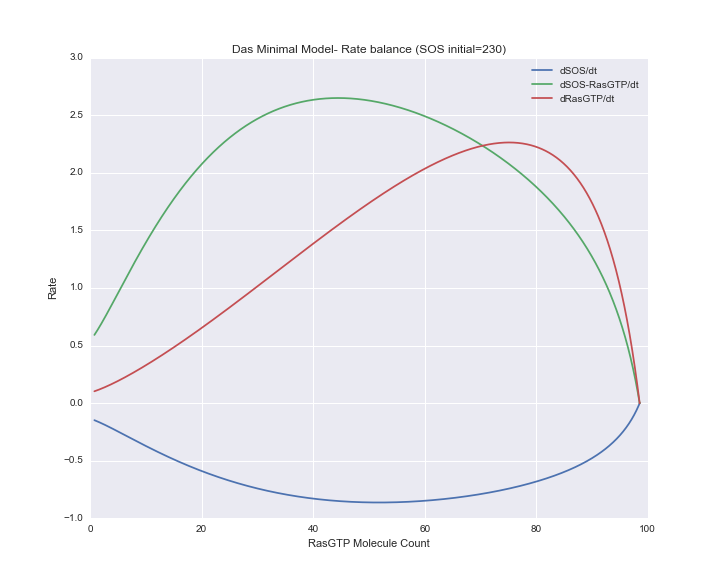 Das Minimal Model- Rate balance (SOS initial=230)
dSOS/dt
dSOS-RasGTP/dt
dRasGTP/dt
3.0
2.5
2.0
1.5
1.0
0.5
0.0
−0.5
−1.0
Rate
0 20 40 60 80 100
RasGTP Molecule Count